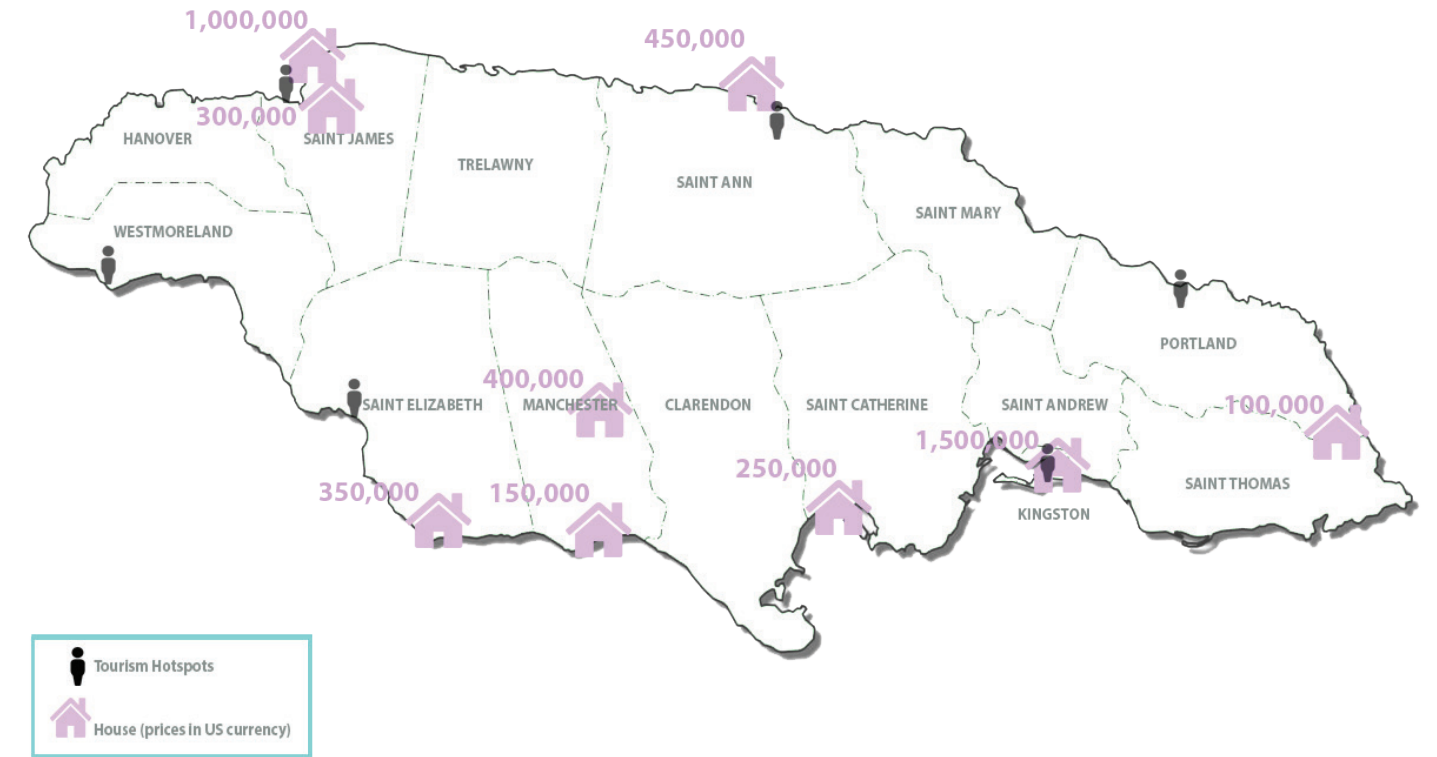 1,000,000
450,000
300,000
HANOVER
SAINT JAMES
TRELAWNY
SAINT ANN
SAINT MARY
WESTMORELAND
PORTLAND
400,000
SAINT ELIZABETH
MANCHESTER
CLARENDON
SAINT CATHERINE
SAINT ANDREW
100,000
1,500,000
250,000
350,000
150,000
SAINT THOMAS
KINGSTON
Tourism Hotspots
House (prices in US currency)